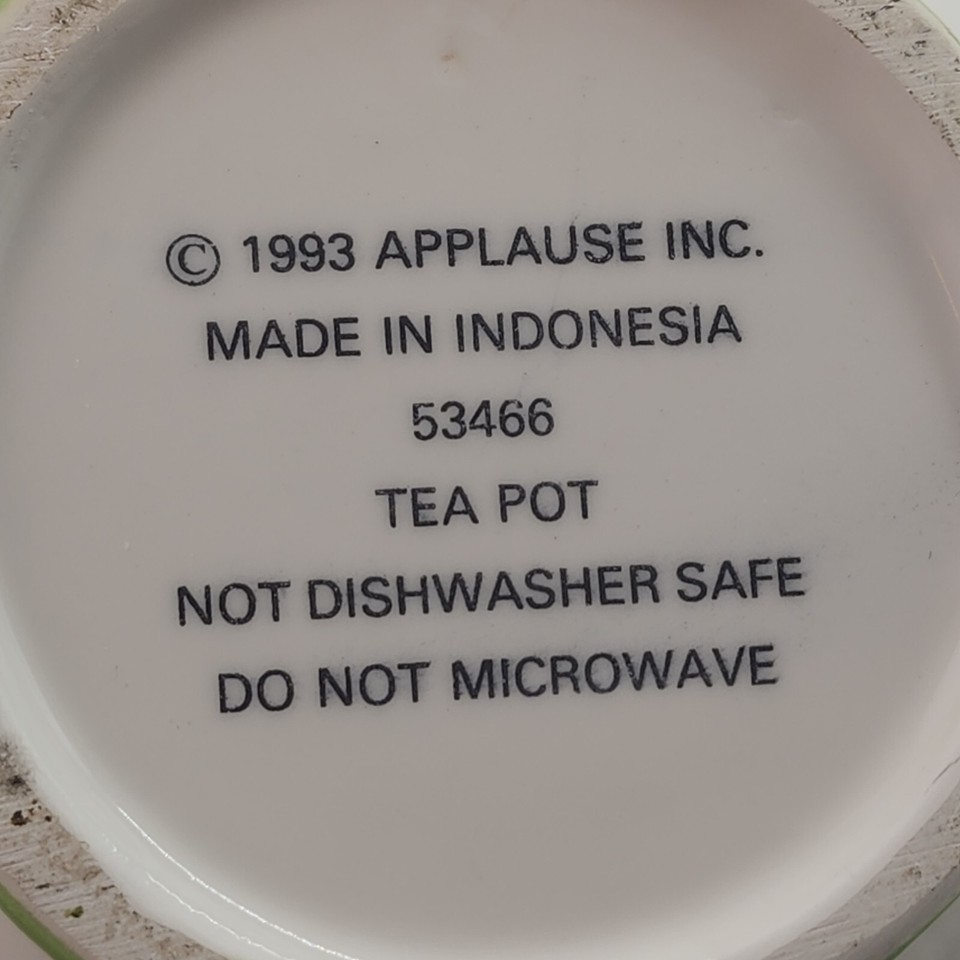 © 1993 APPLAUSE INC.
MADE IN INDONESIA
53466
TEA POT
NOT DISHWASHER SAFE
DO NOT MICROWAVE